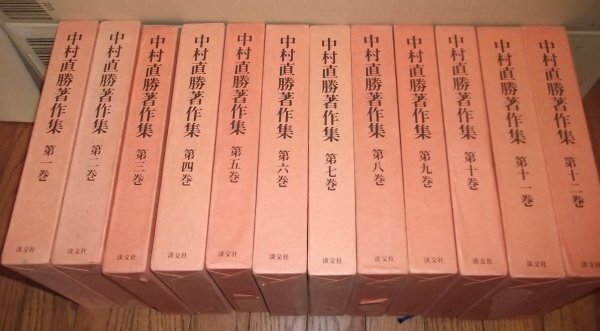 中村直勝著作集 第一巻
淡交社
中村直勝著作集 第二巻
淡交社
中村直勝著作集 第三巻
淡交社
中村直勝著作集 第四巻
淡交社
中村直勝著作集 第五巻
淡交社
中村直勝著作集 第六巻
淡交社
中村直勝著作集 第七巻
淡交社
中村直勝著作集 第八巻
淡交社
中村直勝著作集 第九巻
淡交社
中村直勝著作集 第十巻
淡交社
中村直勝著作集 第十一巻
淡交社
中村直勝著作集 第十二巻
淡交社